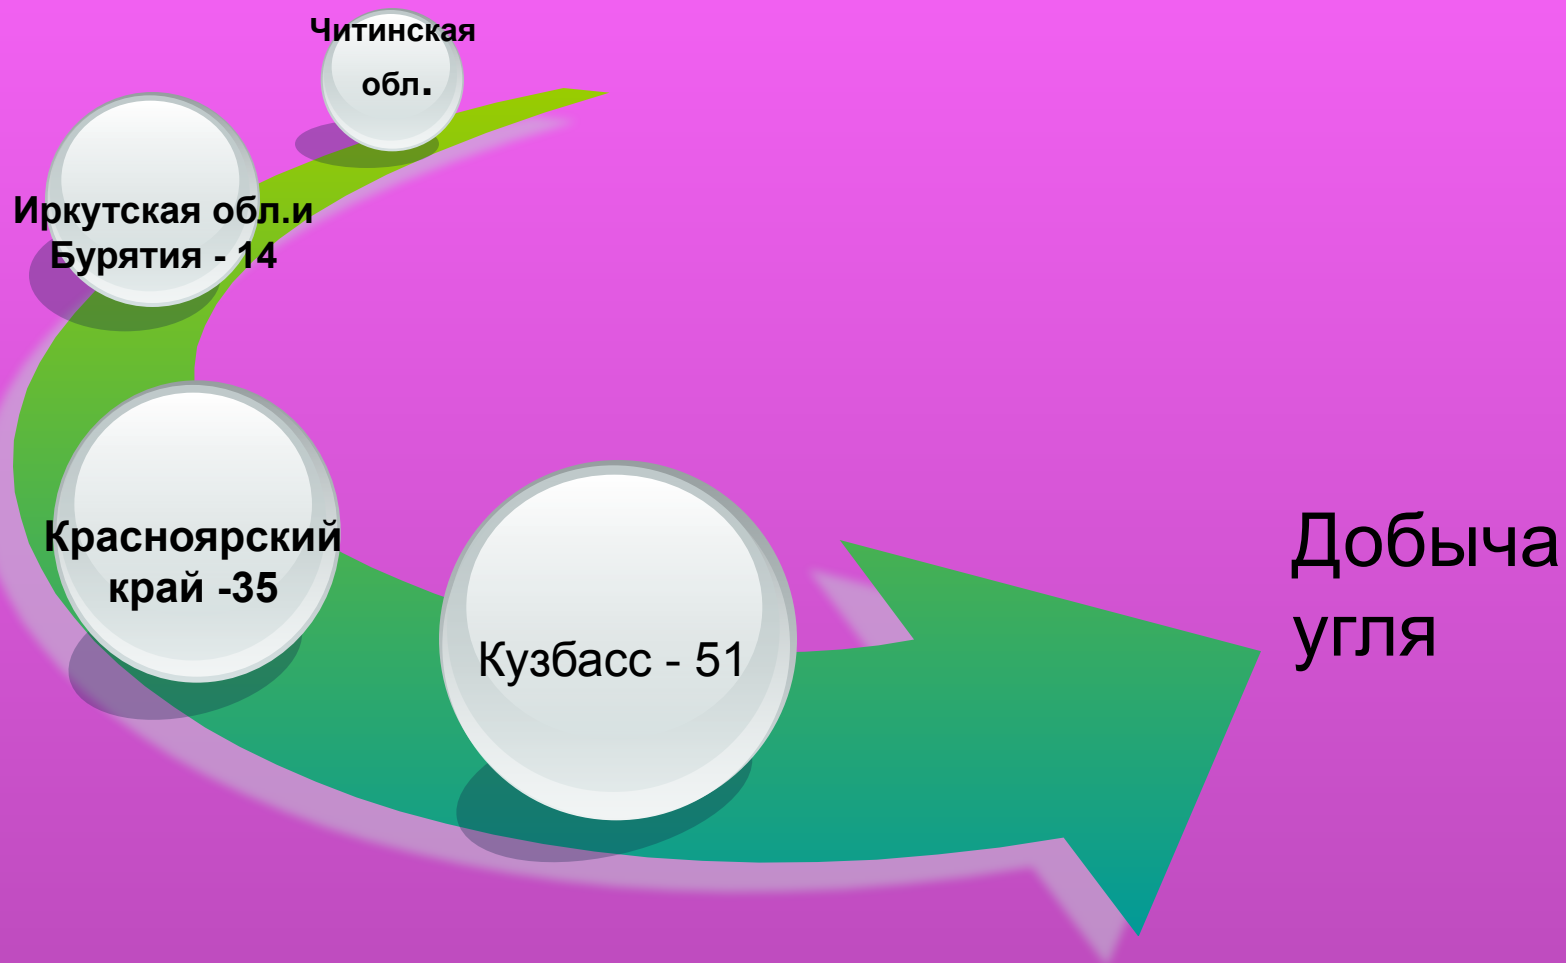 Читинская
обл.
Иркутская обл.и
Бурятия - 14
Красноярский
край -35
Кузбасс - 51
Добыча
угля